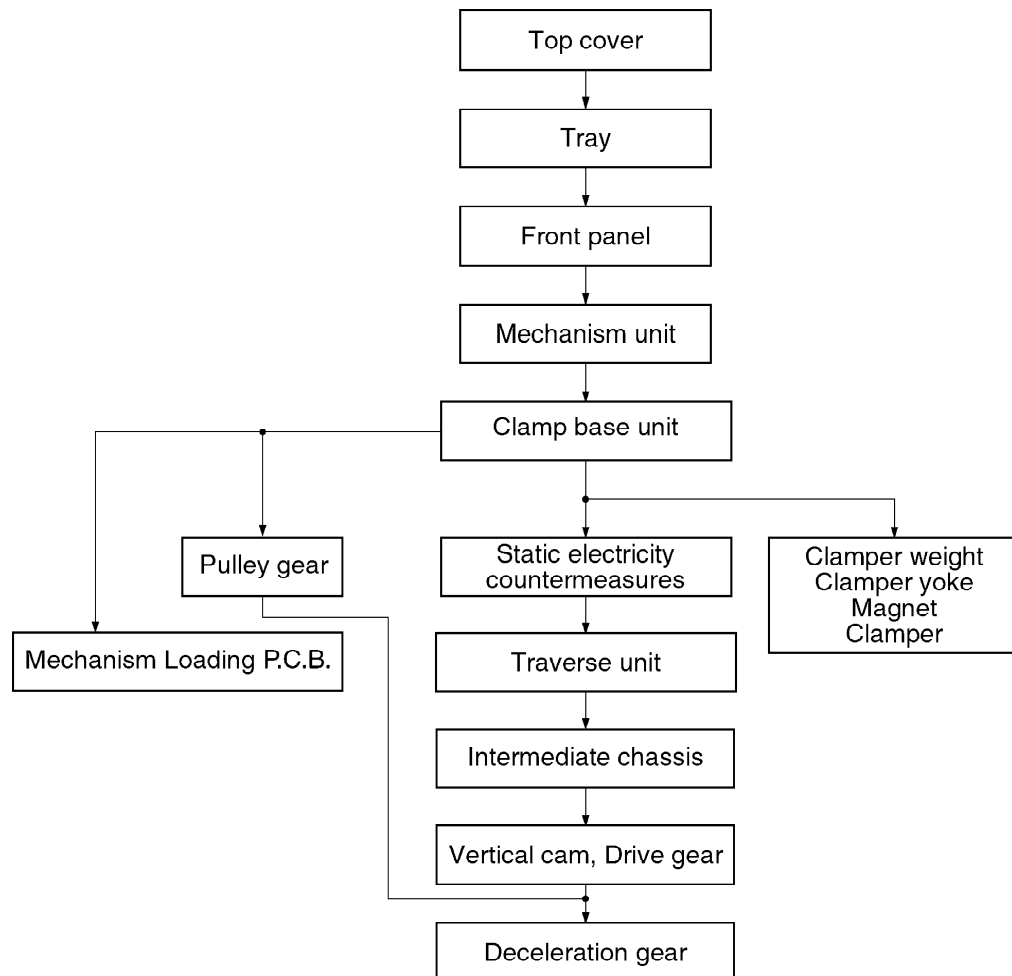 Top cover
Tray
Front panel
Mechanism unit
Clamp base unit
Pulley gear
Static electricity
countermeasures
Clamper weight
Clamper yoke
Magnet
Clamper
Mechanism Loading P.C.B.
Traverse unit
Intermediate chassis
Vertical cam, Drive gear
Deceleration gear